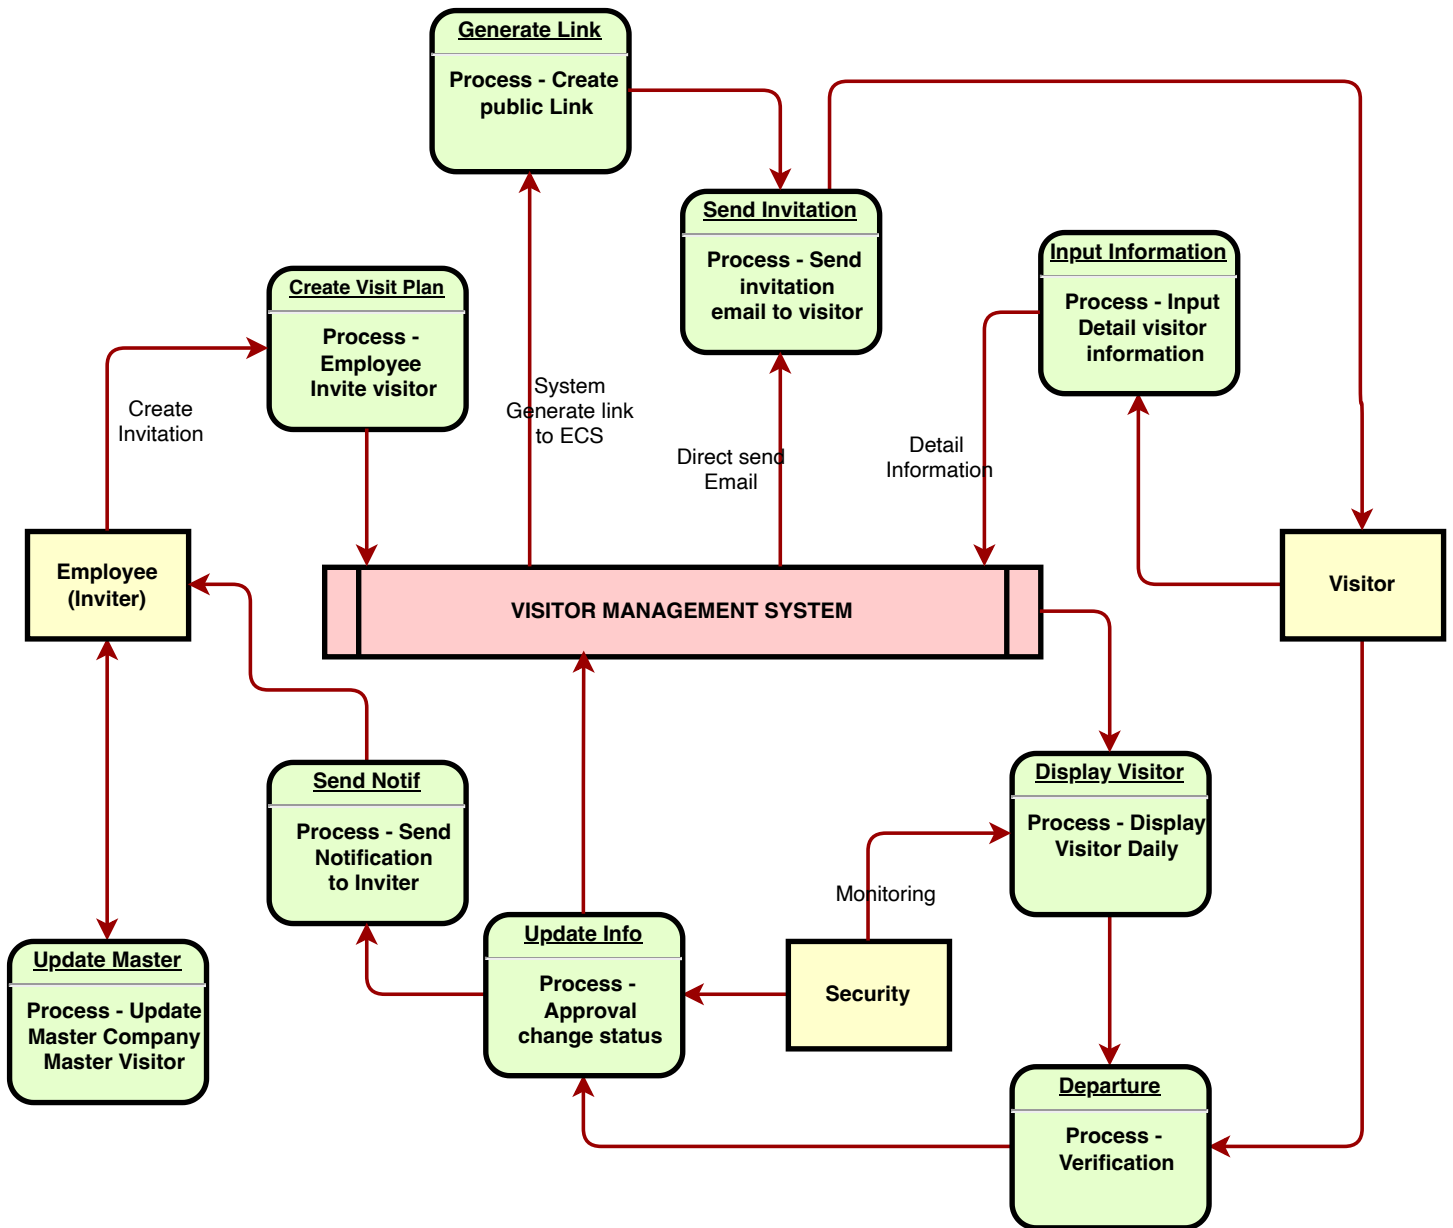 Generate Link
Process - Create
public Link
Send Invitation
Process - Send
invitation
email to visitor
Input Information
Process - Input
Detail visitor
information
Create Visit Plan
Process -
Employee
Invite visitor
Create
Invitation
System
Generate link
to ECS
Direct send
Email
Detail
Information
Employee
(Inviter)
VISITOR MANAGEMENT SYSTEM
Visitor
Send Notif
Process - Send
Notification
to Inviter
Display Visitor
Process - Display
Visitor Daily
Monitoring
Update Master
Process - Update
Master Company
Master Visitor
Update Info
Process -
Approval
change status
Security
Departure
Process -
Verification